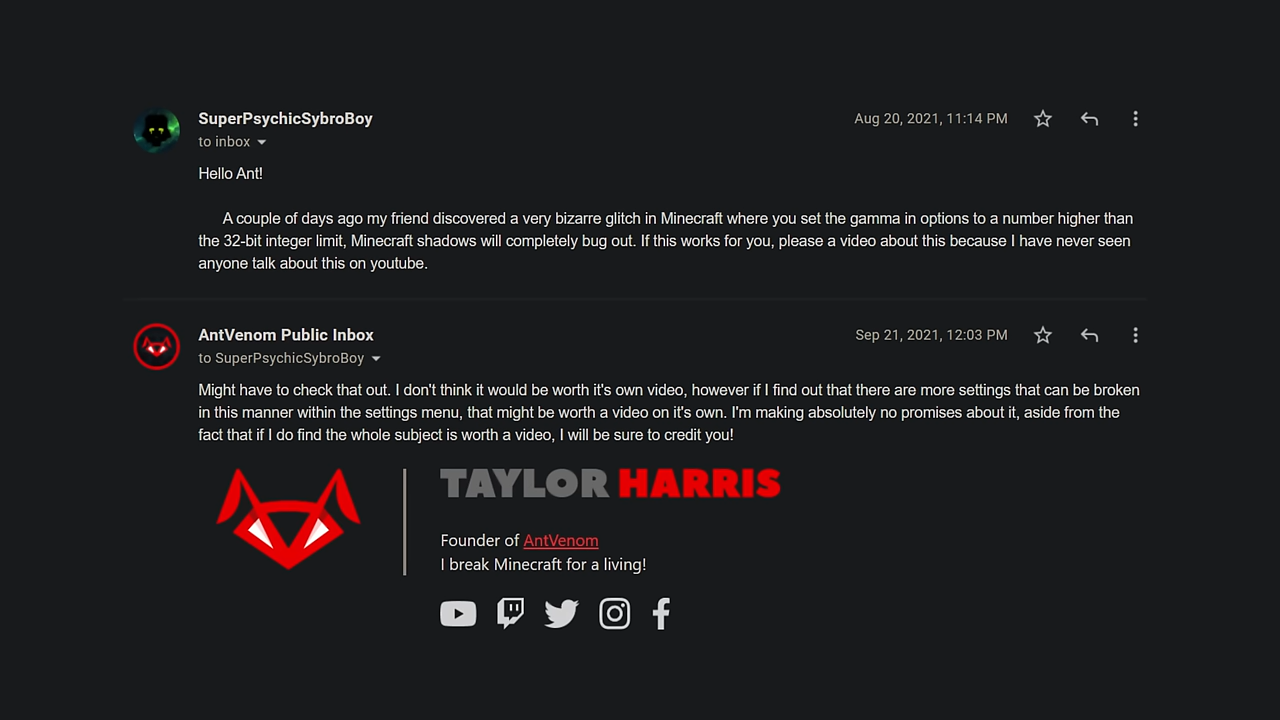 SuperPsychicSybroBoy
Aug 20, 2021, 11:14 PM
to inbox
Hello Ant!
A couple of days ago my friend discovered a very bizarre glitch in Minecraft where you set the gamma in options to a number higher than
the 32-bit integer limit, Minecraft shadows will completely bug out. If this works for you, please a video about this because I have never seen
anyone talk about this on youtube.
AntVenom Public Inbox
Sep 21, 2021, 12:03 PM
to SuperPsychicSybroBoy
Might have to check that out. I don't think it would be worth it's own video, however if I find out that there are more settings that can be broken
in this manner within the settings menu, that might be worth a video on it's own. I'm making absolutely no promises about it, aside from the
fact that if I do find the whole subject is worth a video, I will be sure to credit you!
TAYLOR HARRIS
Founder of AntVenom
I break Minecraft for a living!